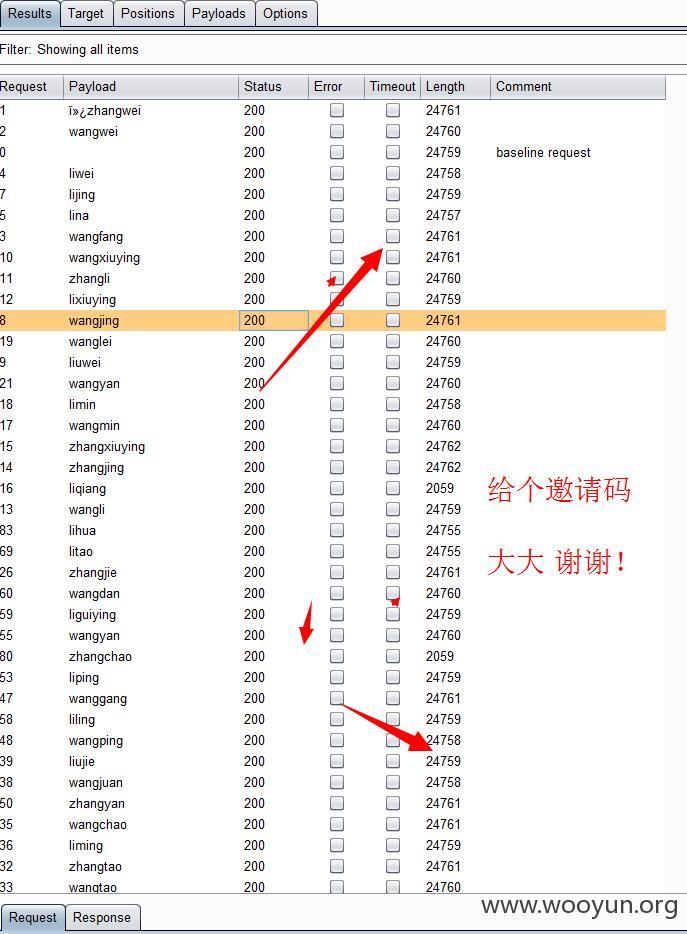 Results Target Positions Payloads Options
Filter: Showing all items
Request Payload Status Error Timeout Length Comment
1 ï»¿zhangwei 200 24761
2 wangwei 200 24760
0 200 24759 baseline request
4 liwei 200 24758
7 lijing 200 24759
5 lina 200 24757
3 wangfang 200 24761
10 wangxiuying 200 24761
11 zhangli 200 24760
12 lixiuying 200 24759
8 wangjing 200 24761
19 wanglei 200 24760
9 liuwei 200 24759
21 wangyan 200 24760
18 limin 200 24758
17 wangmin 200 24760
15 zhangxiuying 200 24762
14 zhangjing 200 24762
16 liqiang 200 2059
给个邀请码
13 wangli 200 24759
83 lihua 200 24755
69 litao 200 24755
大大 谢谢！
26 zhangjie 200 24761
60 wangdan 200 24760
59 liguiying 200 24759
55 wangyan 200 24760
80 zhangchao 200 2059
53 liping 200 24759
47 wanggang 200 24761
58 liling 200 24759
48 wangping 200 24758
39 liujie 200 24759
38 wangjuan 200 24758
50 zhangyan 200 24761
35 wangchao 200 24761
36 liming 200 24759
32 zhangtao 200 24761
33 wangtao 200 24760
www.wooyun.org
Request Response